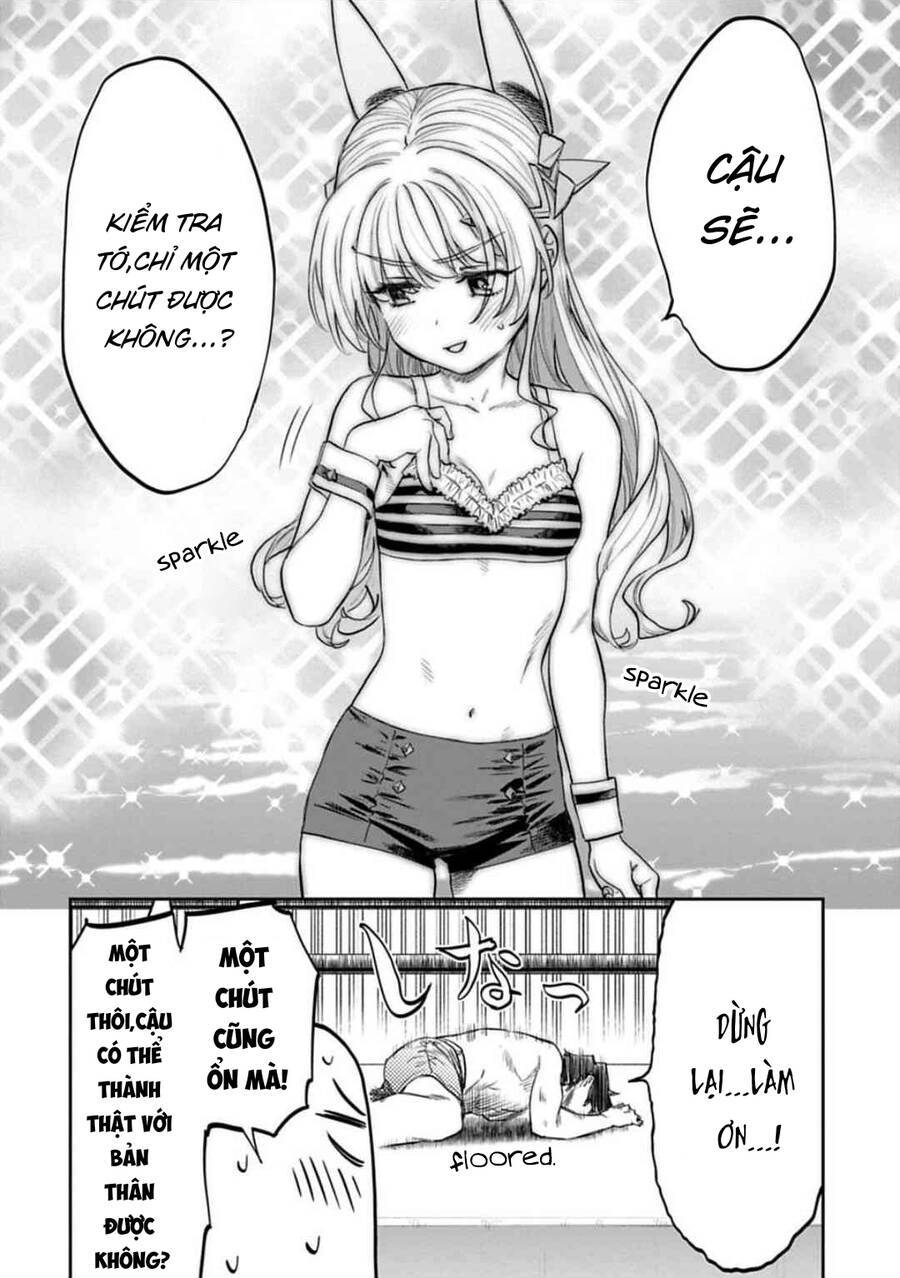 CẬU
SẼ...
KIỂM TRA
TỚ,CHỈ MỘT
CHÚT ĐƯỢC
KHÔNG...?
sparkle
sparkle
DỪNG
LẠI...LÀM
ƠN...!
しなっ
floored.
MỘT
CHÚT
CŨNG
ỔN MÀ!
MỘT
CHÚT
THÔI,CẬU
CÓ THỂ
THÀNH
THẬT VỚI
BẢN
THÂN
ĐƯỢC
KHÔNG?